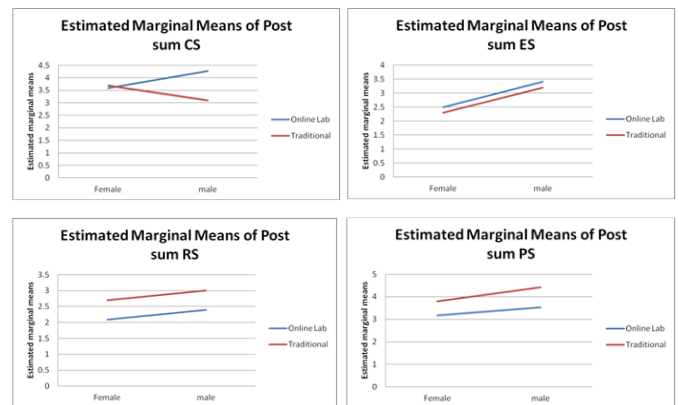 Estimated Marginal Means of Post
sum CS
Estimated marginal means
4.5
4
3.5
3
2.5
2
1.5
1
0.5
0
Female
male
Online Lab
Traditional
Estimated Marginal Means of Post
sum ES
Estimated marginal means
4
3.5
3
2.5
2
1.5
1
0.5
0
Female
male
Online Lab
Traditional
Estimated Marginal Means of Post
sum RS
Estimated marginal means
3.5
3
2.5
2
1.5
1
0.5
0
Female
male
Online Lab
Traditional
Estimated Marginal Means of Post
sum PS
Estimated marginal means
5
4
3
2
1
0
Female
male
Online Lab
Traditional